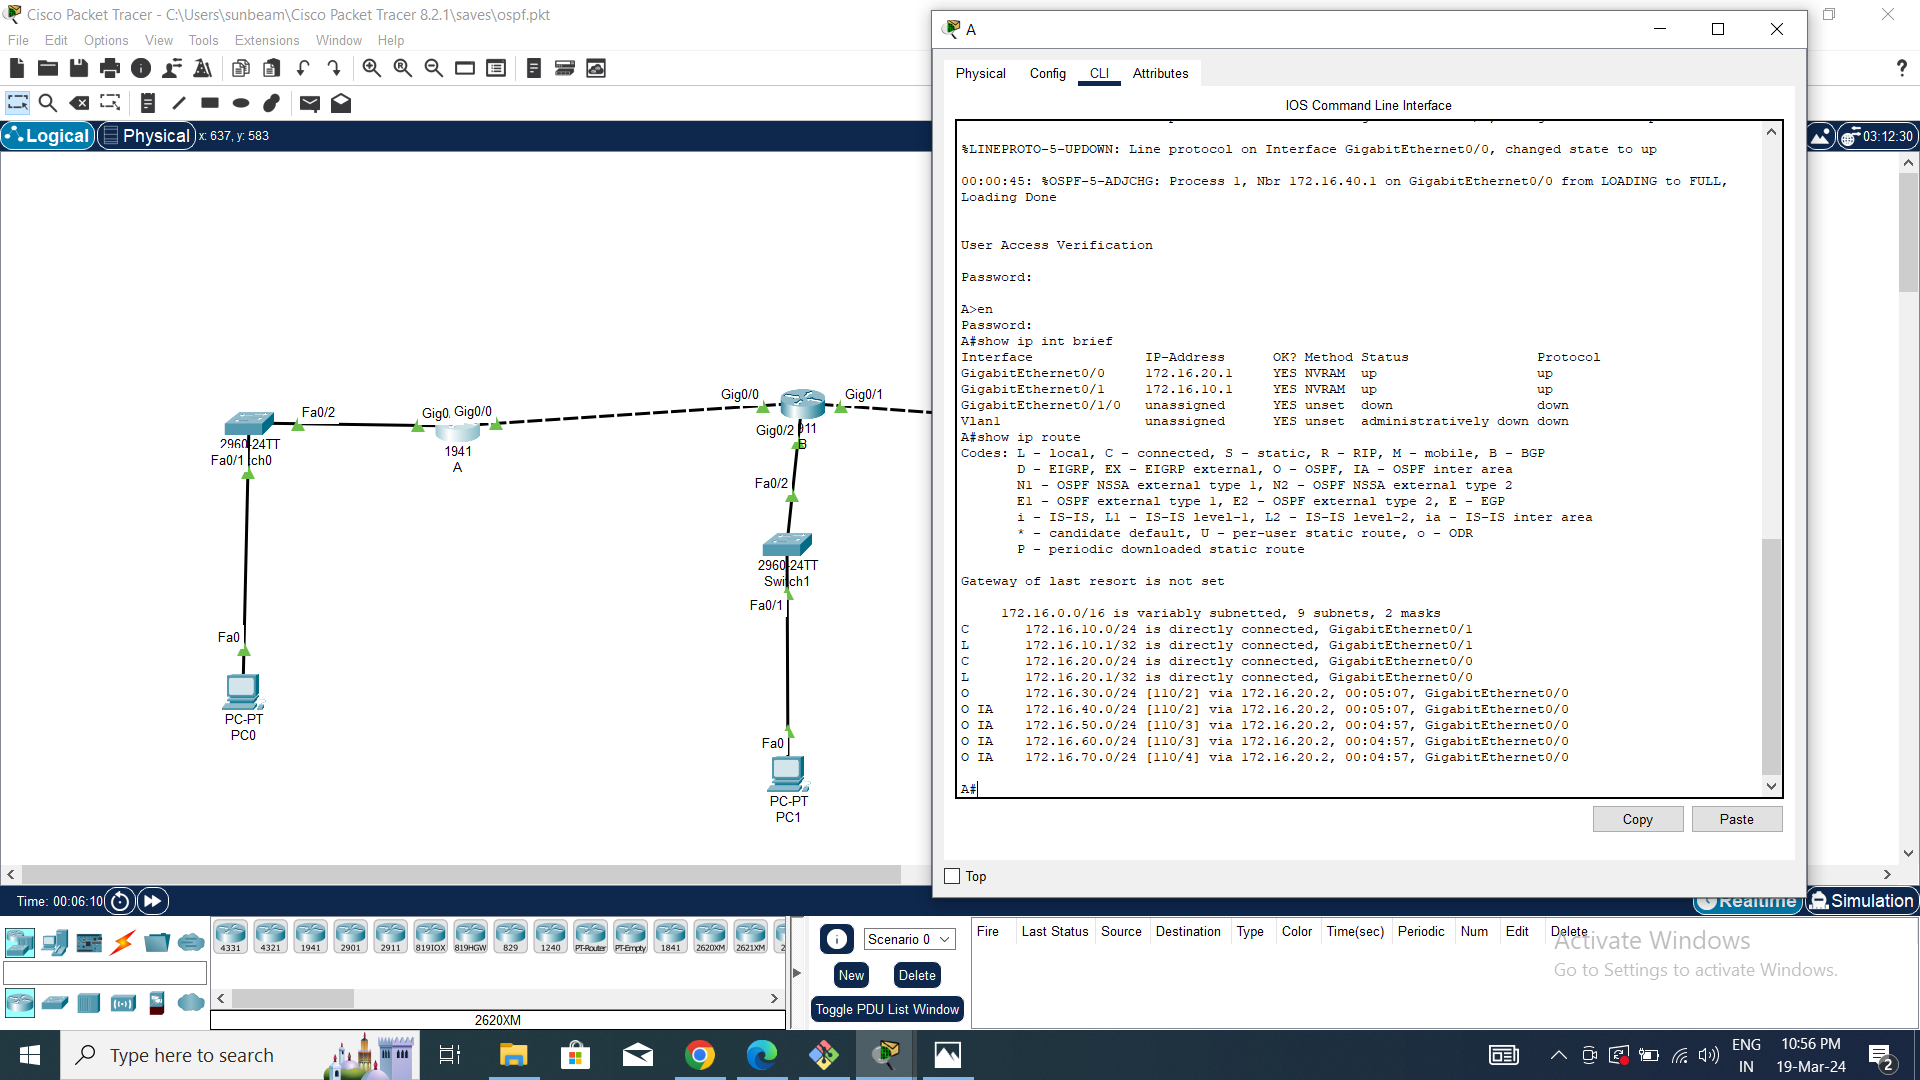 Cisco Packet Tracer - C:\Users\sunbeam\Cisco Packet Tracer 8.2.1\saves\ospf.pkt
File Edit Options View Tools Extensions Window Help
Logical Physical x: 637, y: 583
03:12:30
Fa0/2
Gig0
Gig0/0
Gig0/0
Gig0/1
2960-24TT
Fa0/1 tch0
1941
A
Gig0/2 911
B
Fa0/2
2960-24TT
Switch1
Fa0/1
Fa0
PC-PT
PC0
Fa0
PC-PT
PC1
A
Physical Config CLI Attributes
IOS Command Line Interface
%LINEPROTO-5-UPDOWN: Line protocol on Interface GigabitEthernet0/0, changed state to up
00:00:45: %OSPF-5-ADJCHG: Process 1, Nbr 172.16.40.1 on GigabitEthernet0/0 from LOADING to FULL,
Loading Done
User Access Verification
Password:
A>en
Password:
A#show ip int brief
Interface IP-Address OK? Method Status Protocol
GigabitEthernet0/0 172.16.20.1 YES NVRAM up up
GigabitEthernet0/1 172.16.10.1 YES NVRAM up up
GigabitEthernet0/1/0 unassigned YES unset down down
Vlan1 unassigned YES unset administratively down down
A#show ip route
Codes: L - local, C - connected, S - static, R - RIP, M - mobile, B - BGP
D - EIGRP, EX - EIGRP external, O - OSPF, IA - OSPF inter area
N1 - OSPF NSSA external type 1, N2 - OSPF NSSA external type 2
E1 - OSPF external type 1, E2 - OSPF external type 2, E - EGP
i - IS-IS, L1 - IS-IS level-1, L2 - IS-IS level-2, ia - IS-IS inter area
* - candidate default, U - per-user static route, o - ODR
P - periodic downloaded static route
Gateway of last resort is not set
172.16.0.0/16 is variably subnetted, 9 subnets, 2 masks
C 172.16.10.0/24 is directly connected, GigabitEthernet0/1
L 172.16.10.1/32 is directly connected, GigabitEthernet0/1
C 172.16.20.0/24 is directly connected, GigabitEthernet0/0
L 172.16.20.1/32 is directly connected, GigabitEthernet0/0
O 172.16.30.0/24 [110/2] via 172.16.20.2, 00:05:07, GigabitEthernet0/0
O IA 172.16.40.0/24 [110/2] via 172.16.20.2, 00:05:07, GigabitEthernet0/0
O IA 172.16.50.0/24 [110/3] via 172.16.20.2, 00:04:57, GigabitEthernet0/0
O IA 172.16.60.0/24 [110/3] via 172.16.20.2, 00:04:57, GigabitEthernet0/0
O IA 172.16.70.0/24 [110/4] via 172.16.20.2, 00:04:57, GigabitEthernet0/0
A#
Copy Paste
Top
Time: 00:06:10
Realtime Simulation
4331 4321 1941 2901 2911 819IOX 819HGW 829 1240 PT-Router PT-Empty 1841 2620XM 2621XM 2
2620XM
Scenario 0
New Delete
Toggle PDU List Window
Fire Last Status Source Destination Type Color Time(sec) Periodic Num Edit Delete
Activate Windows
Go to Settings to activate Windows.
Type here to search
ENG
IN
10:56 PM
19-Mar-24
2